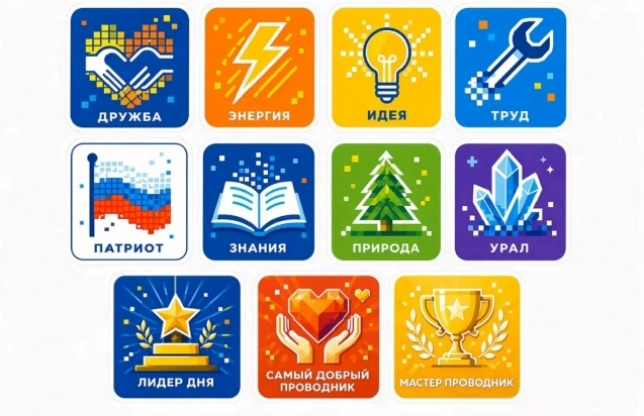 ДРУЖБА
ЭНЕРГИЯ
ИДЕЯ
ТРУД
ПАТРИОТ
ЗНАНИЯ
ПРИРОДА
УРАЛ
ЛИДЕР ДНЯ
САМЫЙ ДОБРЫЙ
ПРОВОДНИК
МАСТЕР ПРОВОДНИК